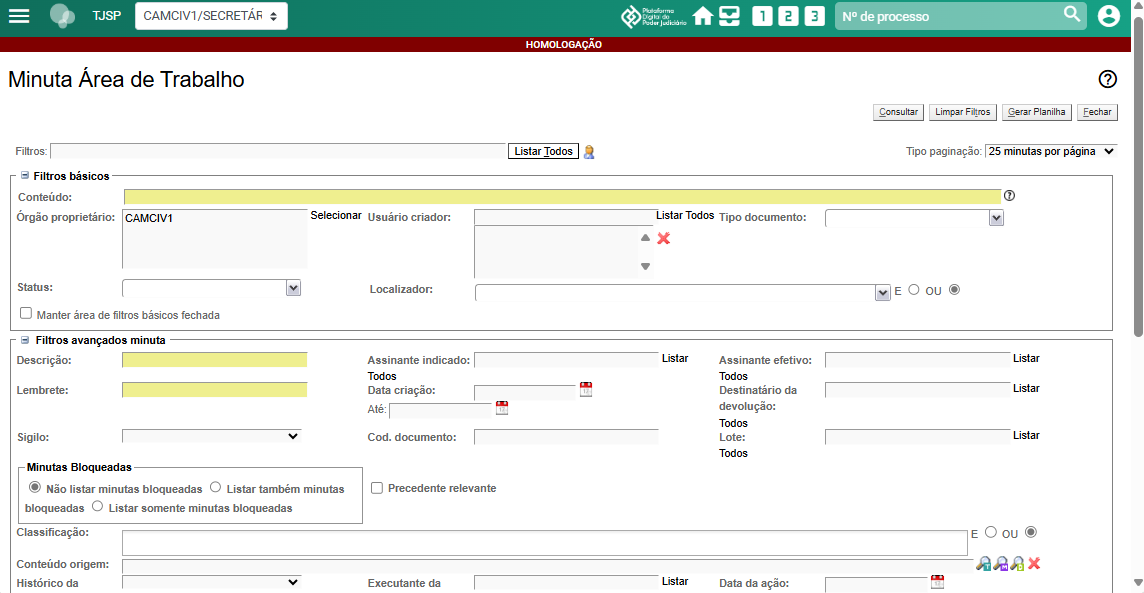 TJSP
CAMCIV1/SECRETÁR
Plataforma
Digital do
Poder Judiciário
1 2 3
Nº de processo
HOMOLOGAÇÃO
Minuta Área de Trabalho
Consultar Limpar Filtros Gerar Planilha Fechar
Filtros: Listar Todos Tipo paginação: 25 minutas por página
Filtros básicos
Conteúdo:
Órgão proprietário: CAMCIV1 Selecionar Usuário criador: Listar Todos Tipo documento:
Status: Localizador: E OU
Manter área de filtros básicos fechada
Filtros avançados minuta
Descrição: Assinante indicado: Listar Todos Assinante efetivo: Listar Todos
Lembrete: Data criação: Até: Destinatário da devolução: Listar Todos
Sigilo: Cod. documento: Lote: Listar Todos
Minutas Bloqueadas
Não listar minutas bloqueadas Listar também minutas
bloqueadas Listar somente minutas bloqueadas
Precedente relevante
Classificação: E OU
Conteúdo origem:
Histórico da Executante da Listar Data da ação: